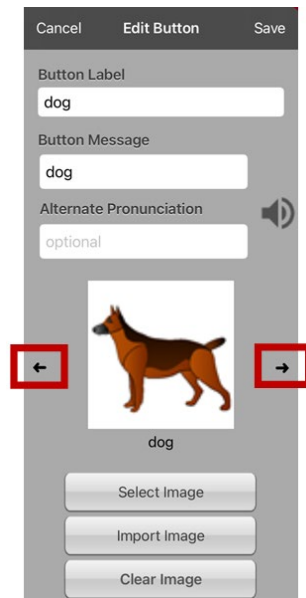 Cancel Edit Button Save
Button Label
dog
Button Message
dog
Alternate Pronunciation
optional
dog
Select Image
Import Image
Clear Image